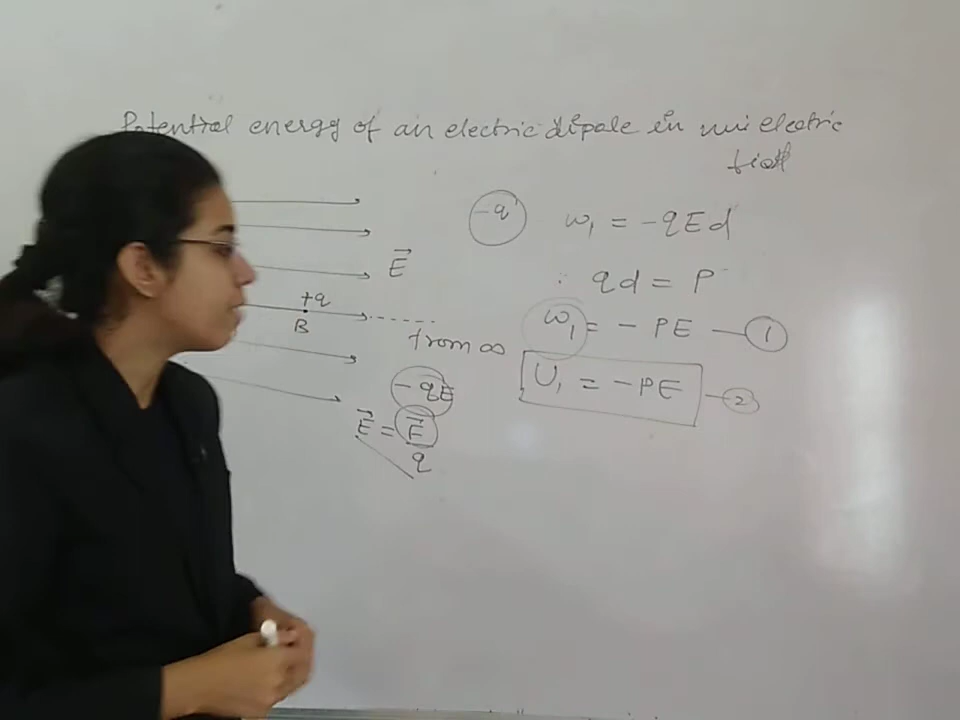 Potential energy of an electric dipole in uni electric
field
-q
w₁ = -qEd
E⃗
∴ qd = P
+q
B
w₁ = - PE — 1
from ∞
U₁ = - PE — 2
-qE
E⃗ = F⃗/q